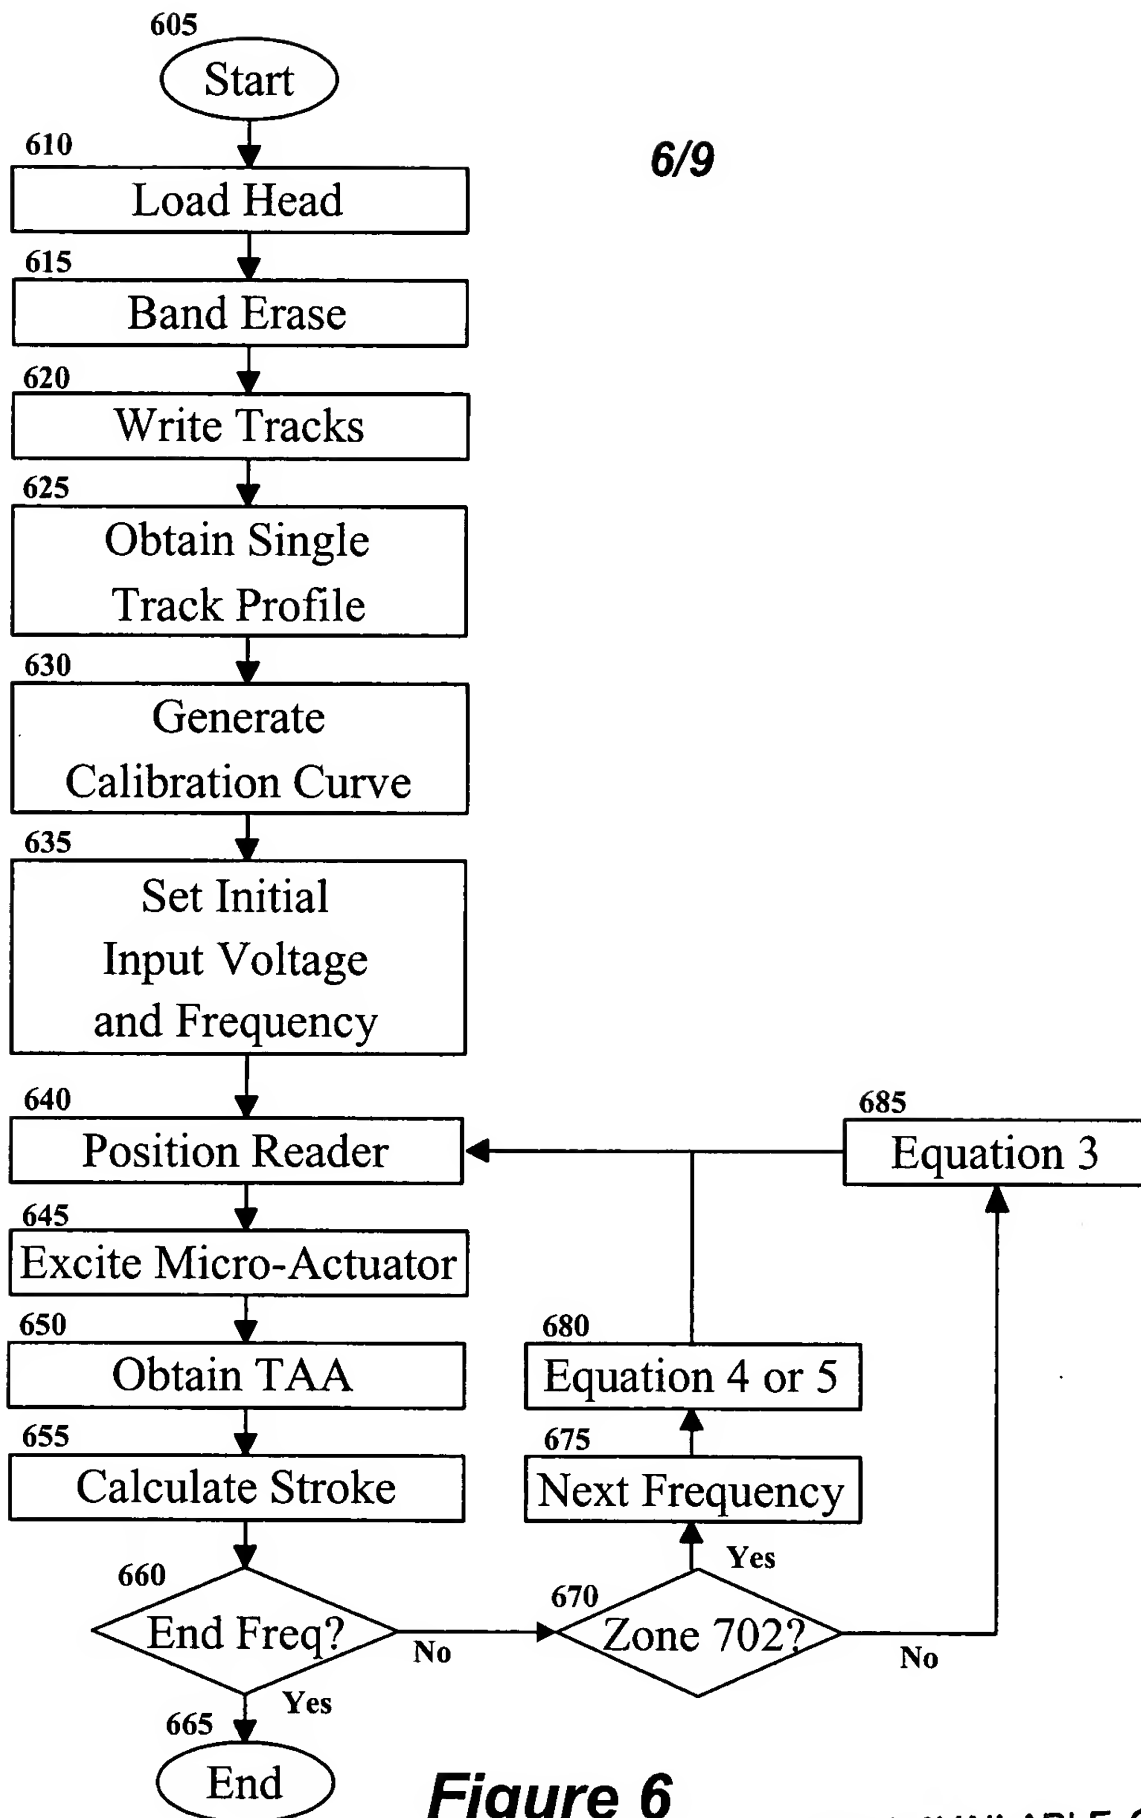 605
Start
6/9
610
Load Head
615
Band Erase
620
Write Tracks
625
Obtain Single
Track Profile
630
Generate
Calibration Curve
635
Set Initial
Input Voltage
and Frequency
640
Position Reader
685
Equation 3
645
Excite Micro-Actuator
650
Obtain TAA
680
Equation 4 or 5
655
Calculate Stroke
675
Next Frequency
Yes
660
End Freq?
No
670
Zone 702?
No
Yes
665
End
Figure 6